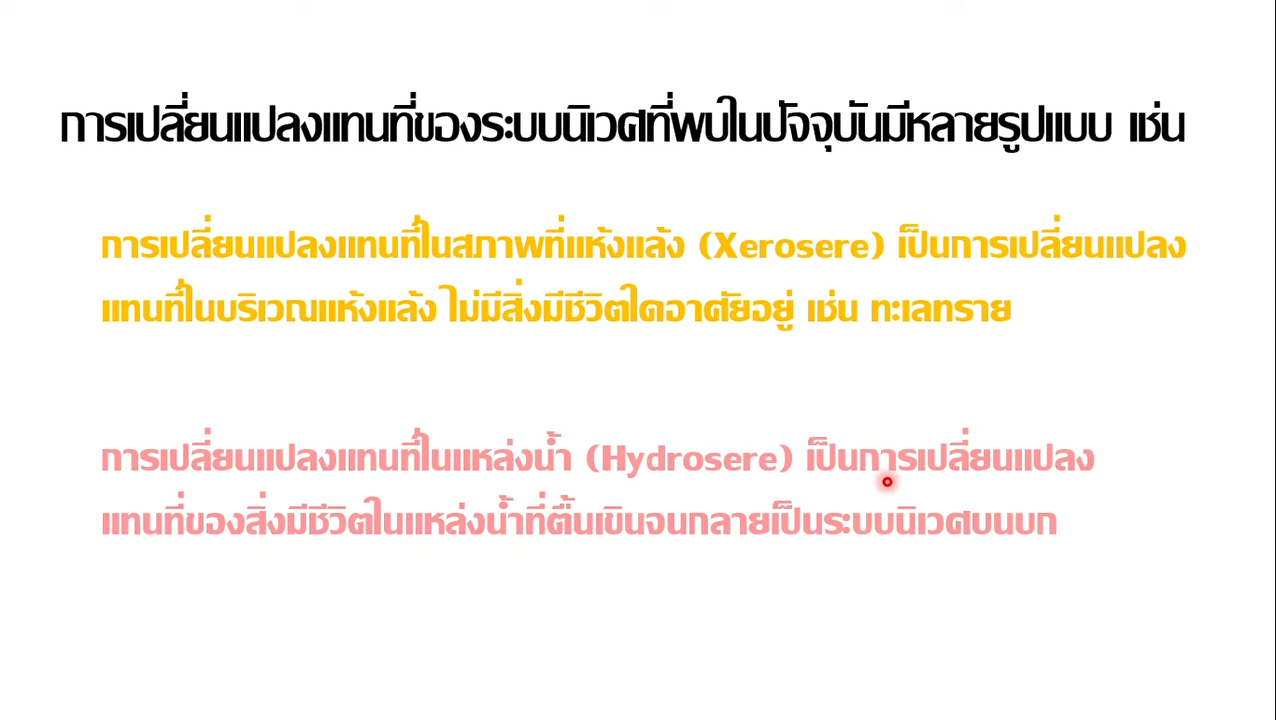 การเปลี่ยนแปลงแทนที่ของระบบนิเวศที่พบในปัจจุบันมีหลายรูปแบบ เช่น
การเปลี่ยนแปลงแทนที่ในสภาพที่แห้งแล้ง (Xerosere) เป็นการเปลี่ยนแปลง
แทนที่ในบริเวณแห้งแล้ง ไม่มีสิ่งมีชีวิตใดอาศัยอยู่ เช่น ทะเลทราย
การเปลี่ยนแปลงแทนที่ในแหล่งน้ำ (Hydrosere) เป็นการเปลี่ยนแปลง
แทนที่ของสิ่งมีชีวิตในแหล่งน้ำที่ตื้นเขินจนกลายเป็นระบบนิเวศบนบก